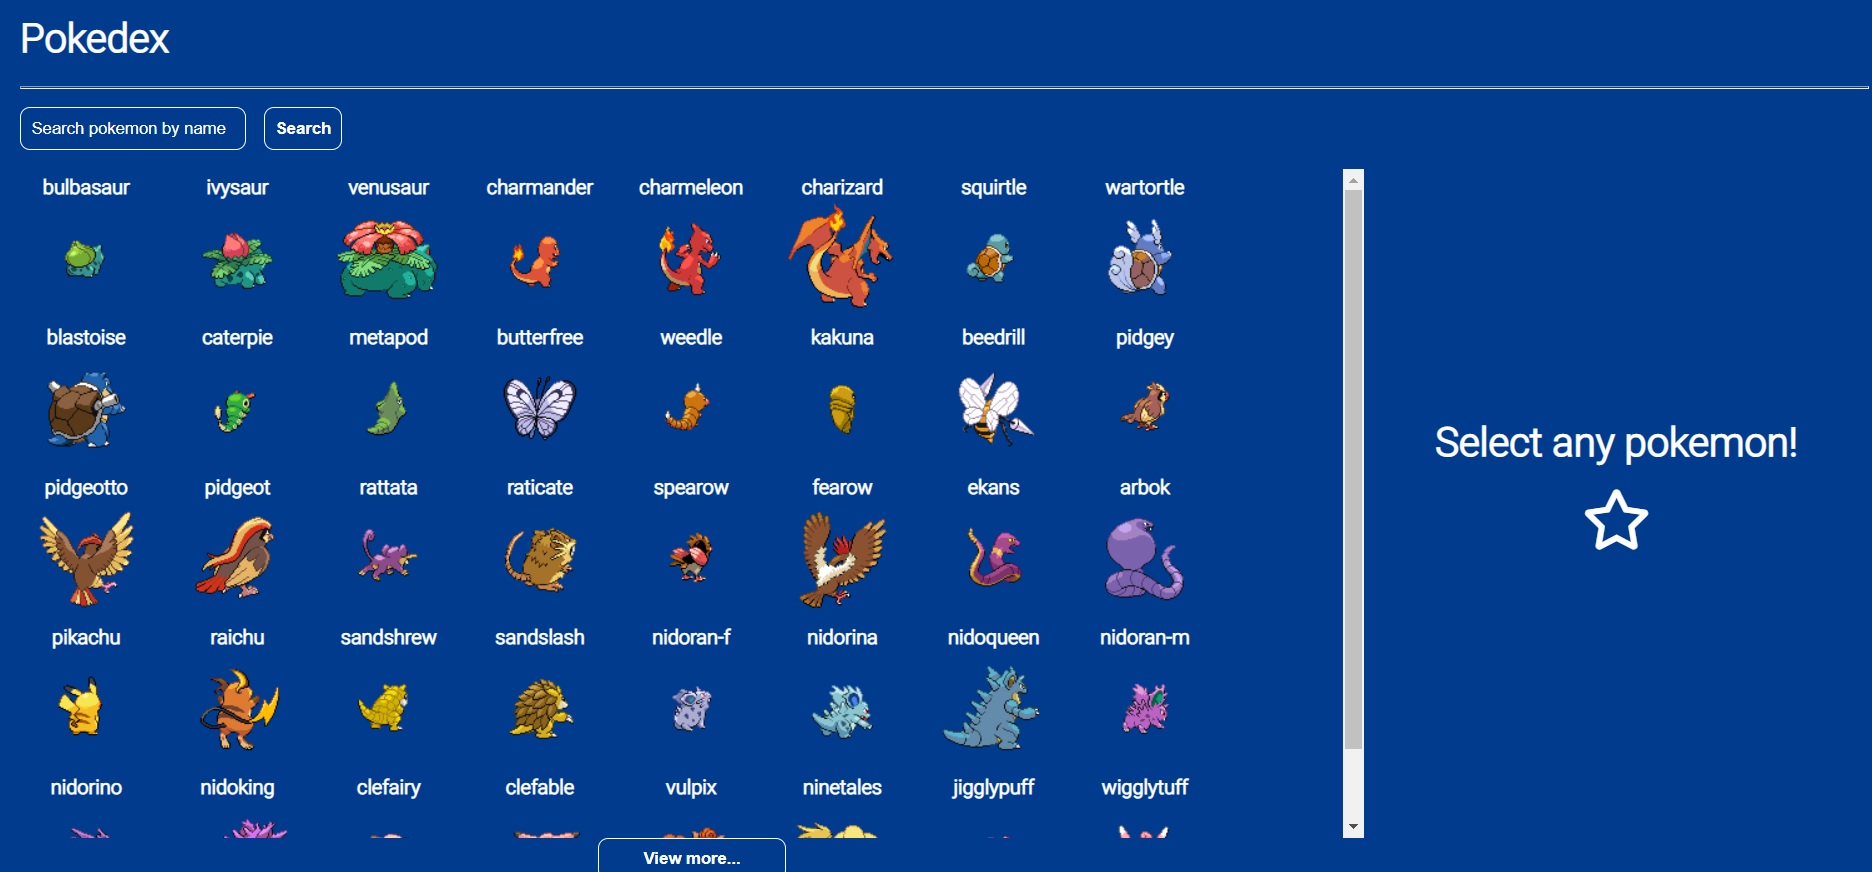 Pokedex
Search pokemon by name Search
bulbasaur ivysaur venusaur charmander charmeleon charizard squirtle wartortle
blastoise caterpie metapod butterfree weedle kakuna beedrill pidgey
Select any pokemon!
pidgeotto pidgeot rattata raticate spearow fearow ekans arbok
pikachu raichu sandshrew sandslash nidoran-f nidorina nidoqueen nidoran-m
nidorino nidoking clefairy clefable vulpix ninetales jigglypuff wigglytuff
View more...